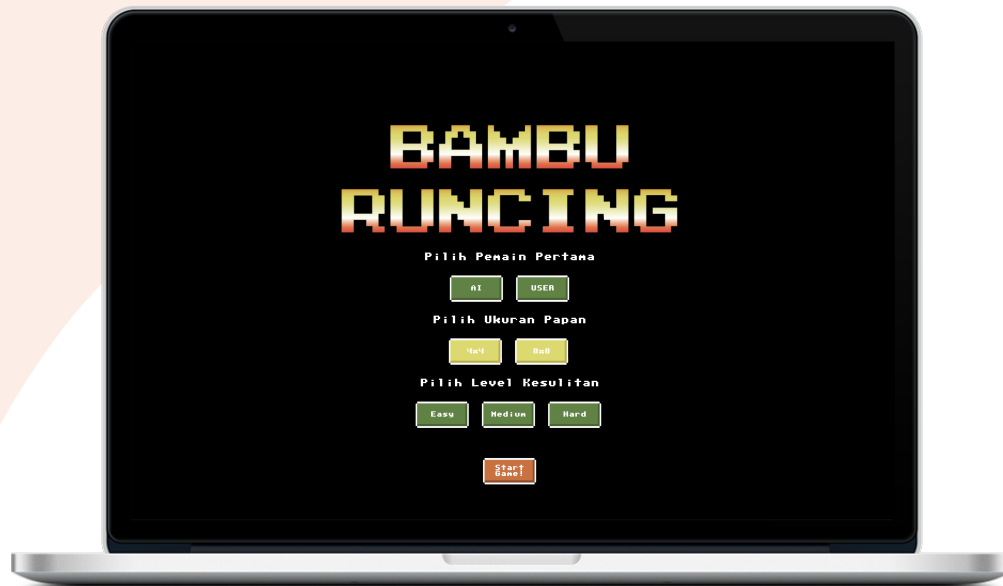 BAMBU
RUNCING
Pilih Pemain Pertama
AI USER
Pilih Ukuran Papan
4x4 8x8
Pilih Level Kesulitan
Easy Medium Hard
Start
Game!